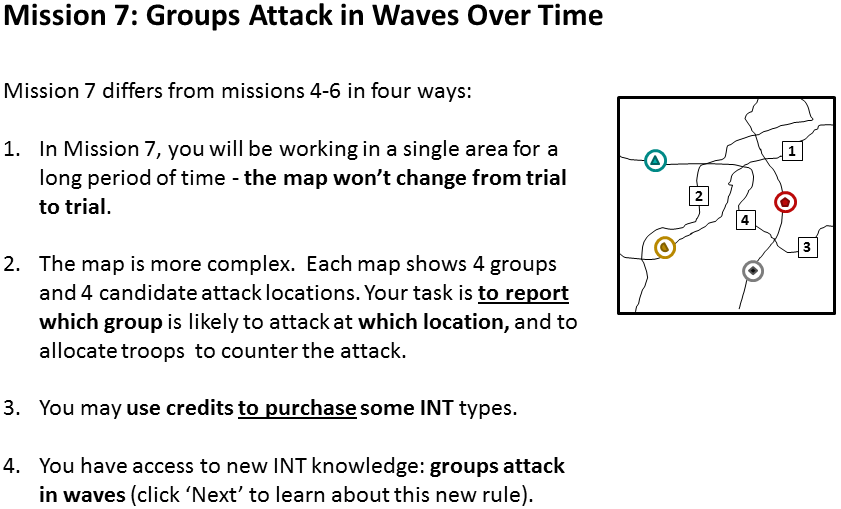 Mission 7: Groups Attack in Waves Over Time
Mission 7 differs from missions 4-6 in four ways:
1. In Mission 7, you will be working in a single area for a
long period of time - the map won’t change from trial
to trial.
2. The map is more complex. Each map shows 4 groups
and 4 candidate attack locations. Your task is to report
which group is likely to attack at which location, and to
allocate troops to counter the attack.
3. You may use credits to purchase some INT types.
4. You have access to new INT knowledge: groups attack
in waves (click ‘Next’ to learn about this new rule).
1
2
4
3